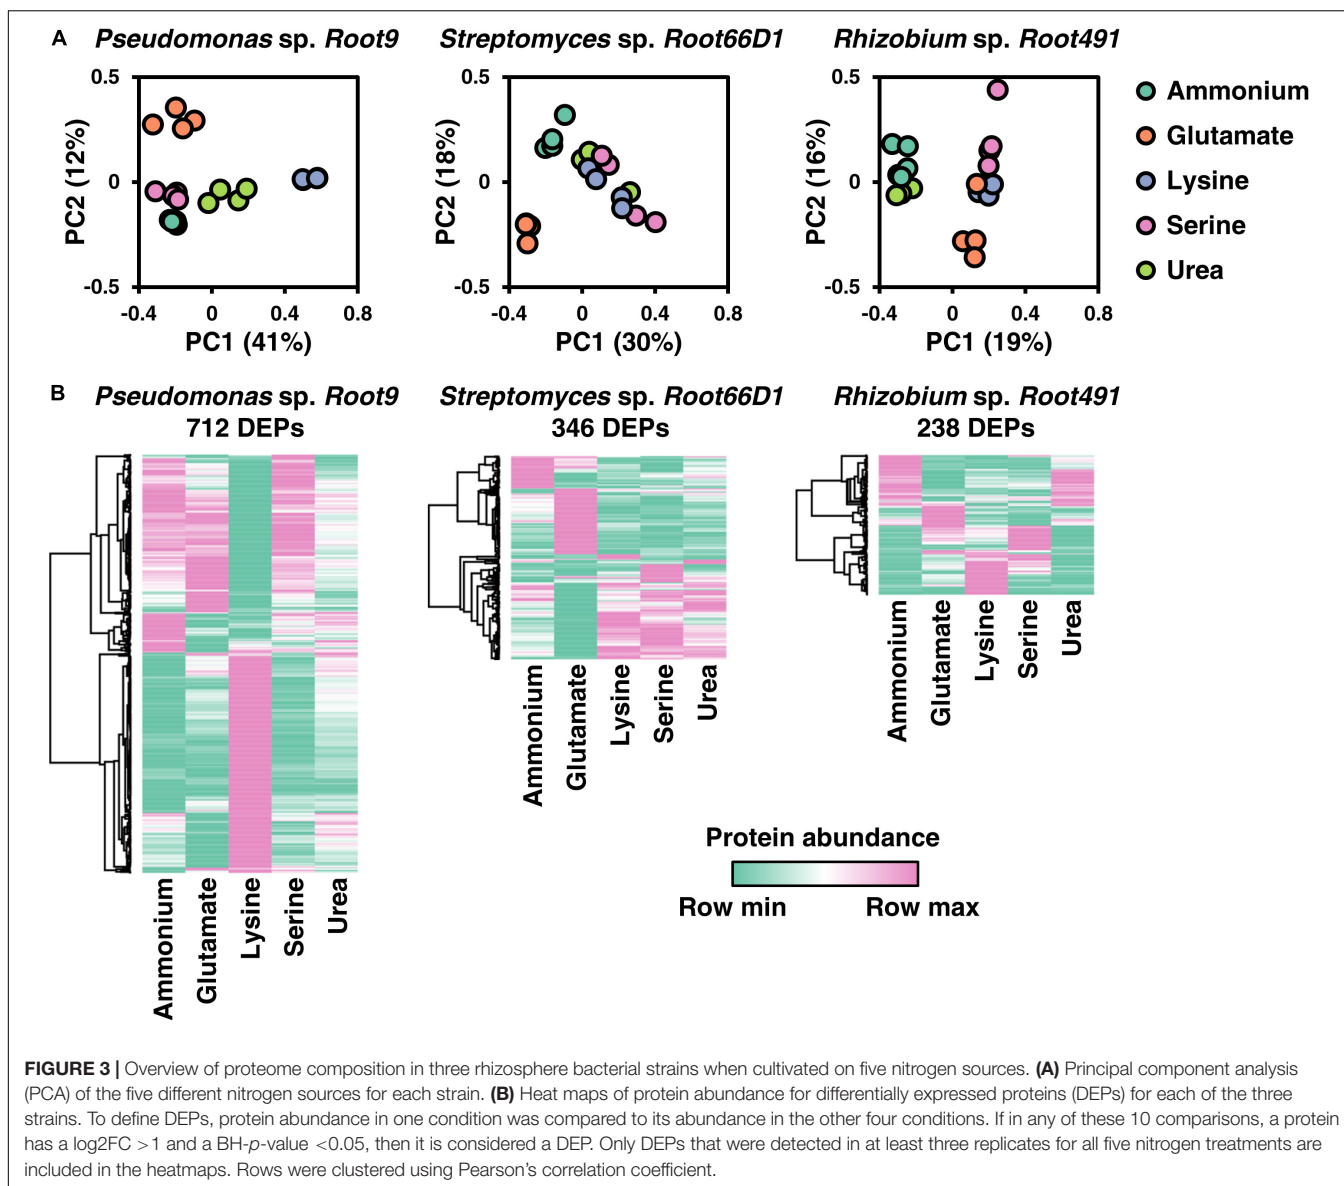 A
Pseudomonas sp. Root9
Streptomyces sp. Root66D1
Rhizobium sp. Root491
0.5
0
-0.5
PC2 (12%)
-0.4 0 0.4 0.8
PC1 (41%)
0.5
0
-0.5
PC2 (18%)
-0.4 0 0.4 0.8
PC1 (30%)
0.5
0
-0.5
PC2 (16%)
-0.4 0 0.4 0.8
PC1 (19%)
Ammonium
Glutamate
Lysine
Serine
Urea
B
Pseudomonas sp. Root9
712 DEPs
Streptomyces sp. Root66D1
346 DEPs
Rhizobium sp. Root491
238 DEPs
Ammonium
Glutamate
Lysine
Serine
Urea
Ammonium
Glutamate
Lysine
Serine
Urea
Ammonium
Glutamate
Lysine
Serine
Urea
Protein abundance
Row min Row max
FIGURE 3 | Overview of proteome composition in three rhizosphere bacterial strains when cultivated on five nitrogen sources. (A) Principal component analysis
(PCA) of the five different nitrogen sources for each strain. (B) Heat maps of protein abundance for differentially expressed proteins (DEPs) for each of the three
strains. To define DEPs, protein abundance in one condition was compared to its abundance in the other four conditions. If in any of these 10 comparisons, a protein
has a log2FC >1 and a BH-p-value <0.05, then it is considered a DEP. Only DEPs that were detected in at least three replicates for all five nitrogen treatments are
included in the heatmaps. Rows were clustered using Pearson's correlation coefficient.